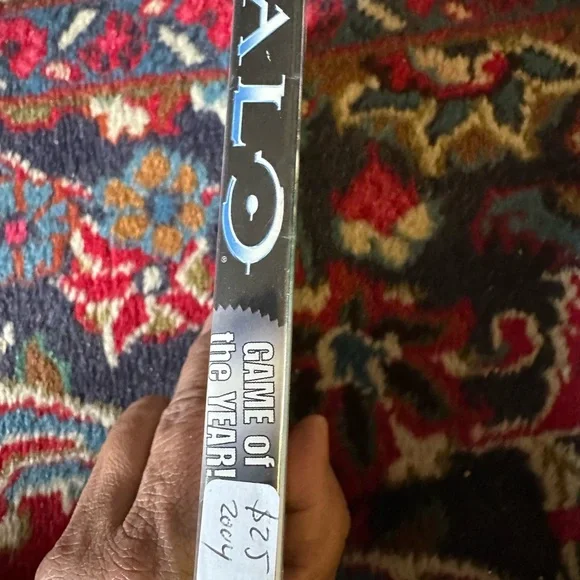 ALO®
GAME of
the YEAR!
$25
2004